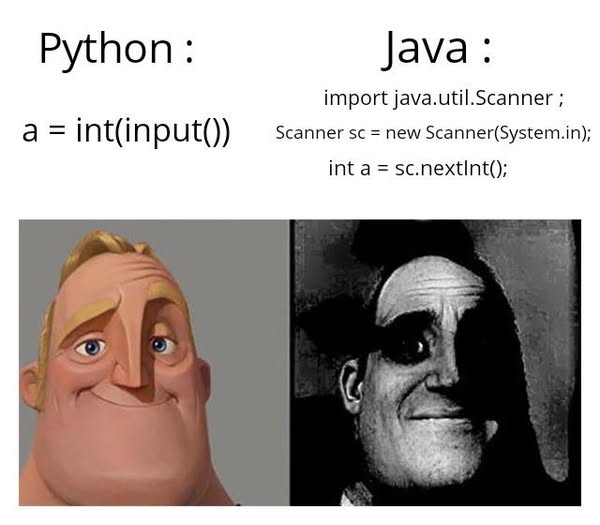 Python :
a = int(input())
Java :
import java.util.Scanner ;
Scanner sc = new Scanner(System.in);
int a = sc.nextInt();